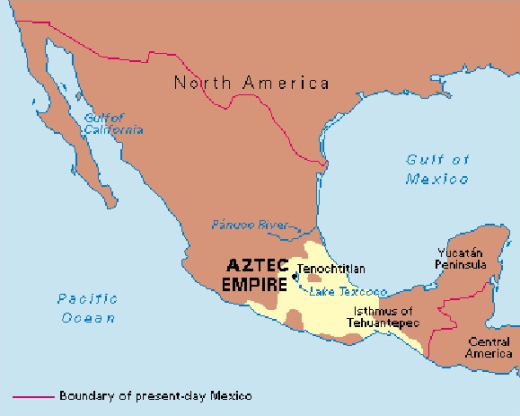 North America
Gulf of
California
Gulf of
Mexico
Pánuco River
AZTEC
EMPIRE
Tenochtitlan
Lake Texcoco
Yucatán
Peninsula
Pacific
Ocean
Isthmus of
Tehuantepec
Central
America
Boundary of present-day Mexico